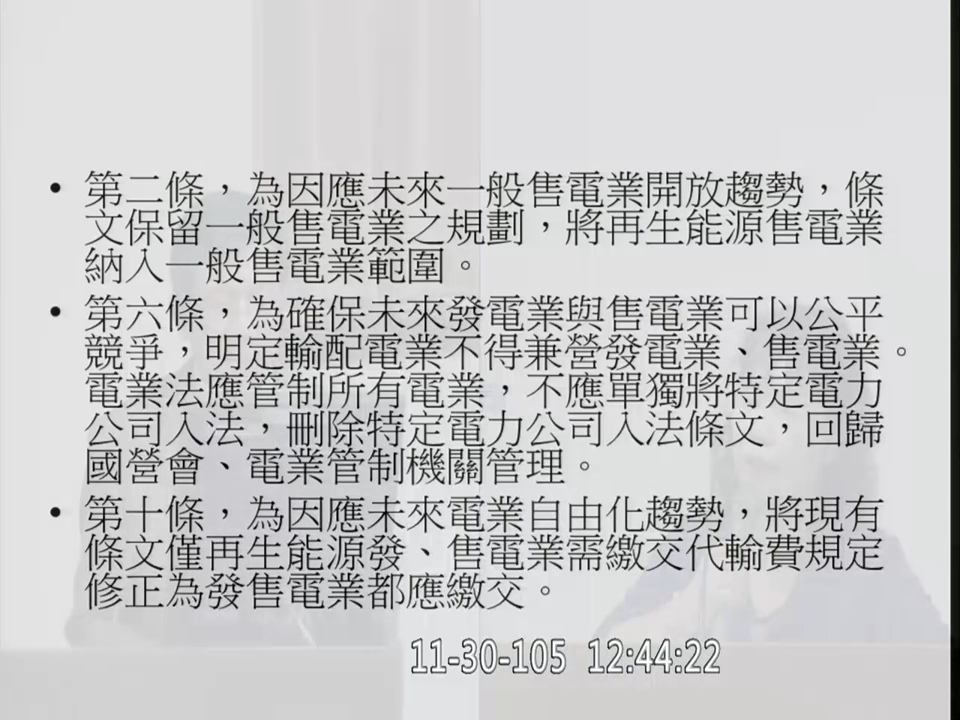 • 第二條，為因應未來一般售電業開放趨勢，條
文保留一般售電業之規劃，將再生能源售電業
納入一般售電業範圍。
• 第六條，為確保未來發電業與售電業可以公平
競爭，明定輸配電業不得兼營發電業、售電業。
電業法應管制所有電業，不應單獨將特定電力
公司入法，刪除特定電力公司入法條文，回歸
國營會、電業管制機關管理。
• 第十條，為因應未來電業自由化趨勢，將現有
條文僅再生能源發、售電業需繳交代輸費規定
修正為發售電業都應繳交。
11-30-105 12:44:22